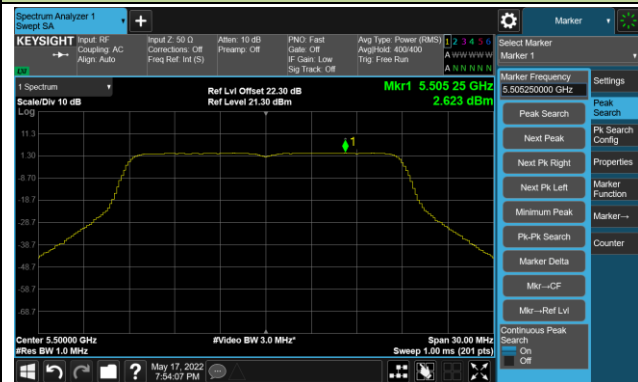 Spectrum Analyzer 1
Swept SA
Marker
KEYSIGHT
Input: RF
Coupling: AC
Align: Auto
Input Z: 50 Ω
Corrections: Off
Freq Ref: Int (S)
Atten: 10 dB
Preamp: Off
PNO: Fast
Gate: Off
IF Gain: Low
Sig Track: Off
Avg Type: Power (RMS)
Avg|Hold: 400/400
Trig: Free Run
1 2 3 4 5 6
A W W W W W
A N N N N N
LXI
Select Marker
Marker 1
1 Spectrum
Scale/Div 10 dB
Log
Ref Lvl Offset 22.30 dB
Ref Level 21.30 dBm
Mkr1 5.505 25 GHz
2.623 dBm
11.3
1.30
-8.70
-18.7
-28.7
-38.7
-48.7
-58.7
-68.7
1
Center 5.50000 GHz
#Res BW 1.0 MHz
#Video BW 3.0 MHz*
Span 30.00 MHz
Sweep 1.00 ms (201 pts)
Marker Frequency
5.505250000 GHz
Peak Search
Next Peak
Next Pk Right
Next Pk Left
Minimum Peak
Pk-Pk Search
Marker Delta
Mkr→CF
Mkr→Ref Lvl
Continuous Peak
Search
On
Off
Settings
Peak
Search
Pk Search
Config
Properties
Marker
Function
Marker→
Counter
?
May 17, 2022
7:54:07 PM